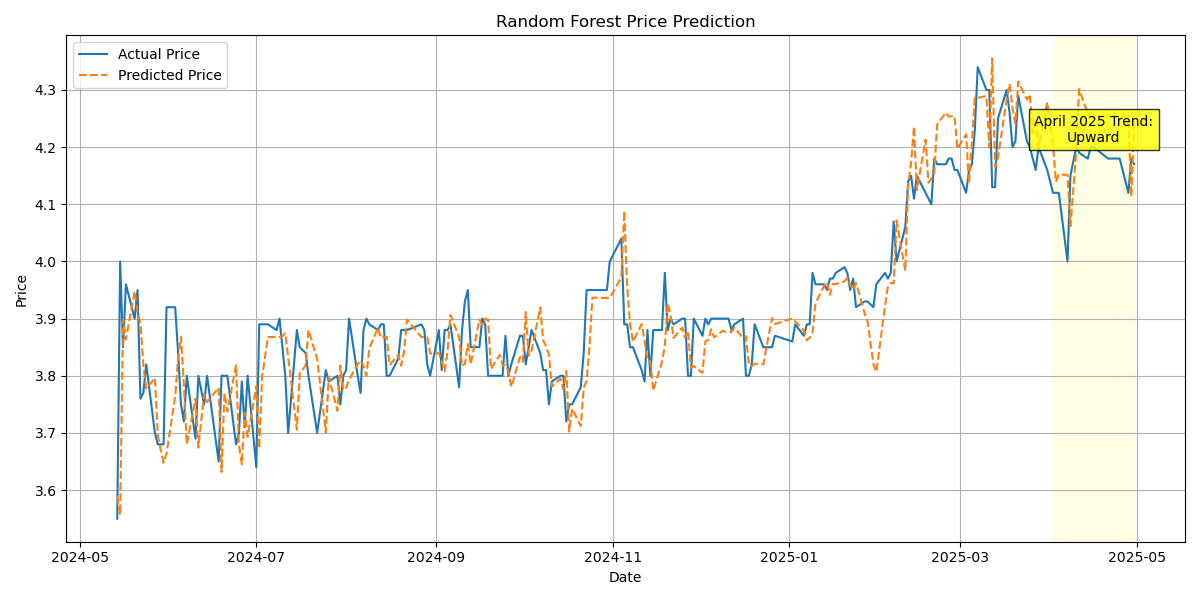 Random Forest Price Prediction
Actual Price
Predicted Price
April 2025 Trend:
Upward
4.3
4.2
4.1
4.0
3.9
3.8
3.7
3.6
Price
2024-05
2024-07
2024-09
2024-11
2025-01
2025-03
2025-05
Date